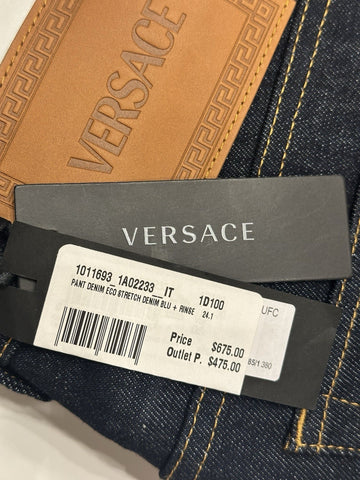 VERSACE
VERSACE
1011693_1A02233__IT 1D100
PANT DENIM ECO STRETCH DENIM BLU + RINSE 24.1
Price $675.00
Outlet P. $475.00
UFC